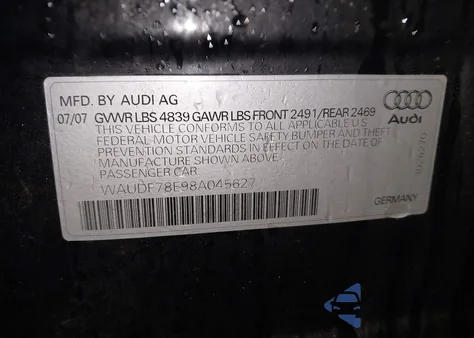 MFD. BY AUDI AG
07/07 GVWR LBS 4839 GAWR LBS FRONT 2491/REAR 2469
THIS VEHICLE CONFORMS TO ALL APPLICABLE U.S.
FEDERAL MOTOR VEHICLE SAFETY, BUMPER AND THEFT
PREVENTION STANDARDS IN EFFECT ON THE DATE OF
MANUFACTURE SHOWN ABOVE.
PASSENGER CAR
WAUDF78E98A045627
Audi
GERMANY